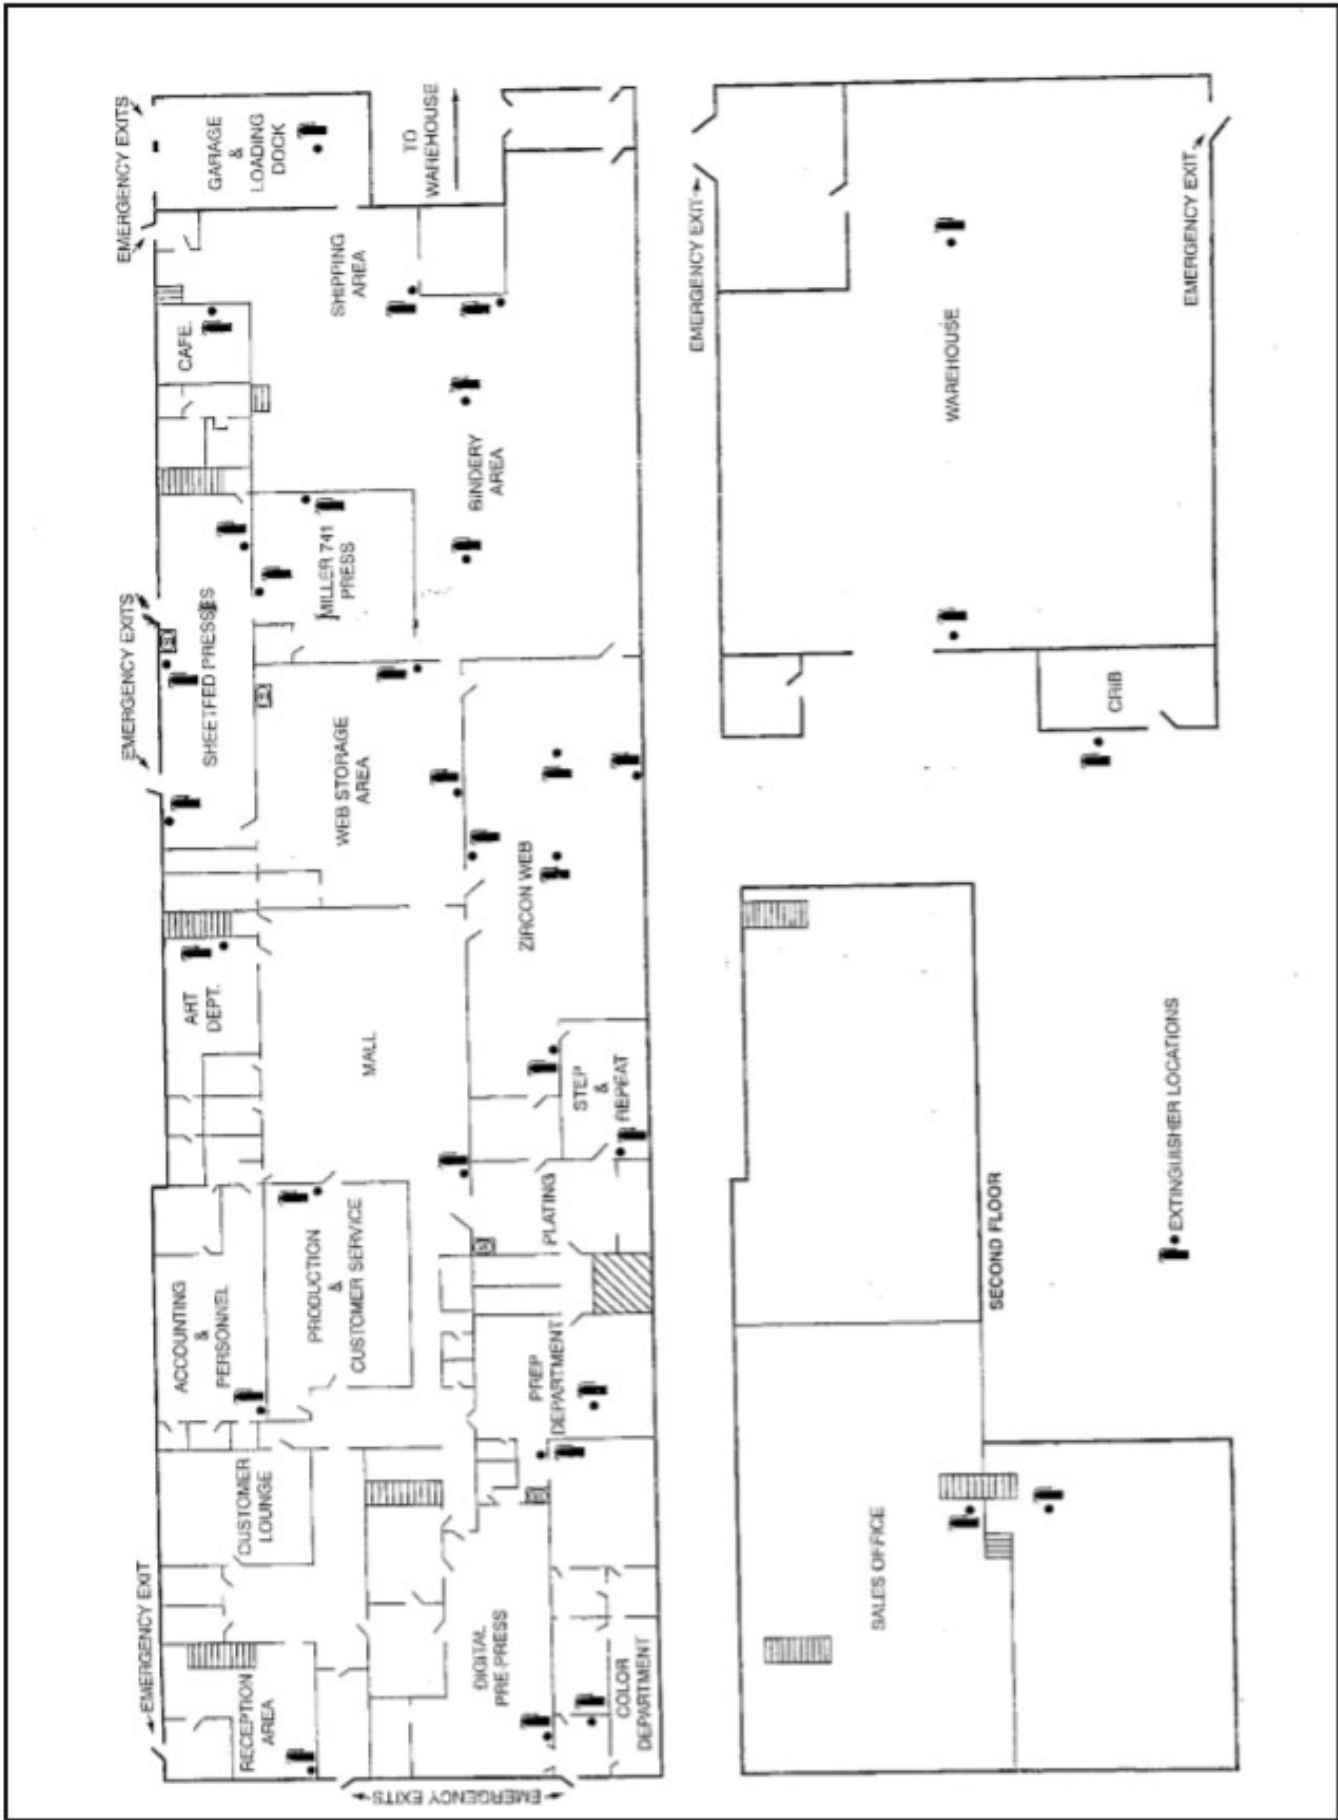 EMERGENCY EXIT
RECEPTION
AREA
CUSTOMER
LOUNGE
ACCOUNTING
&
PERSONNEL
ART
DEPT.
EMERGENCY EXITS
SHEETFED PRESSES
CAFE.
EMERGENCY EXITS
GARAGE
&
LOADING
DOCK
PRODUCTION
&
CUSTOMER SERVICE
MALL
WEB STORAGE
AREA
MILLER 741
PRESS
SHIPPING
AREA
TO
WAREHOUSE
EMERGENCY EXITS
DIGITAL
PRE PRESS
PREP
DEPARTMENT
PLATING
STEP
&
REPEAT
ZIRCON WEB
BINDERY
AREA
COLOR
DEPARTMENT
EMERGENCY EXIT
SALES OFFICE
SECOND FLOOR
WAREHOUSE
CRIB
EXTINGUISHER LOCATIONS
EMERGENCY EXIT